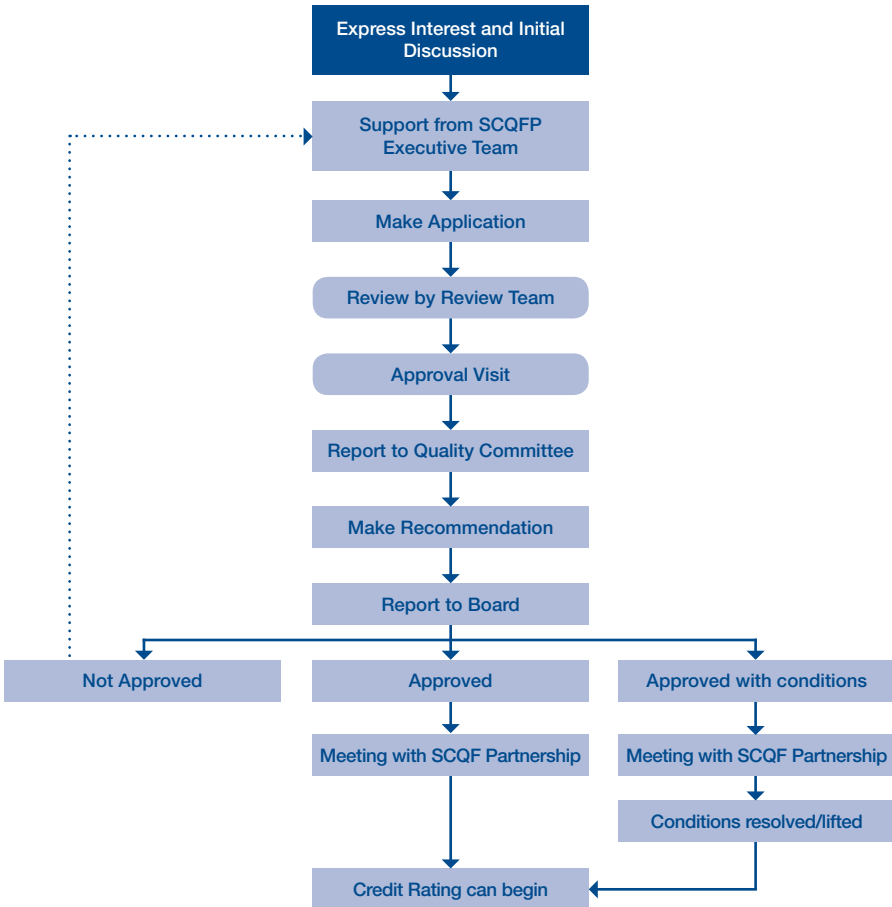 Express Interest and Initial
Discussion
Support from SCQFP
Executive Team
Make Application
Review by Review Team
Approval Visit
Report to Quality Committee
Make Recommendation
Report to Board
Not Approved
Approved
Approved with conditions
Meeting with SCQF Partnership
Meeting with SCQF Partnership
Conditions resolved/lifted
Credit Rating can begin